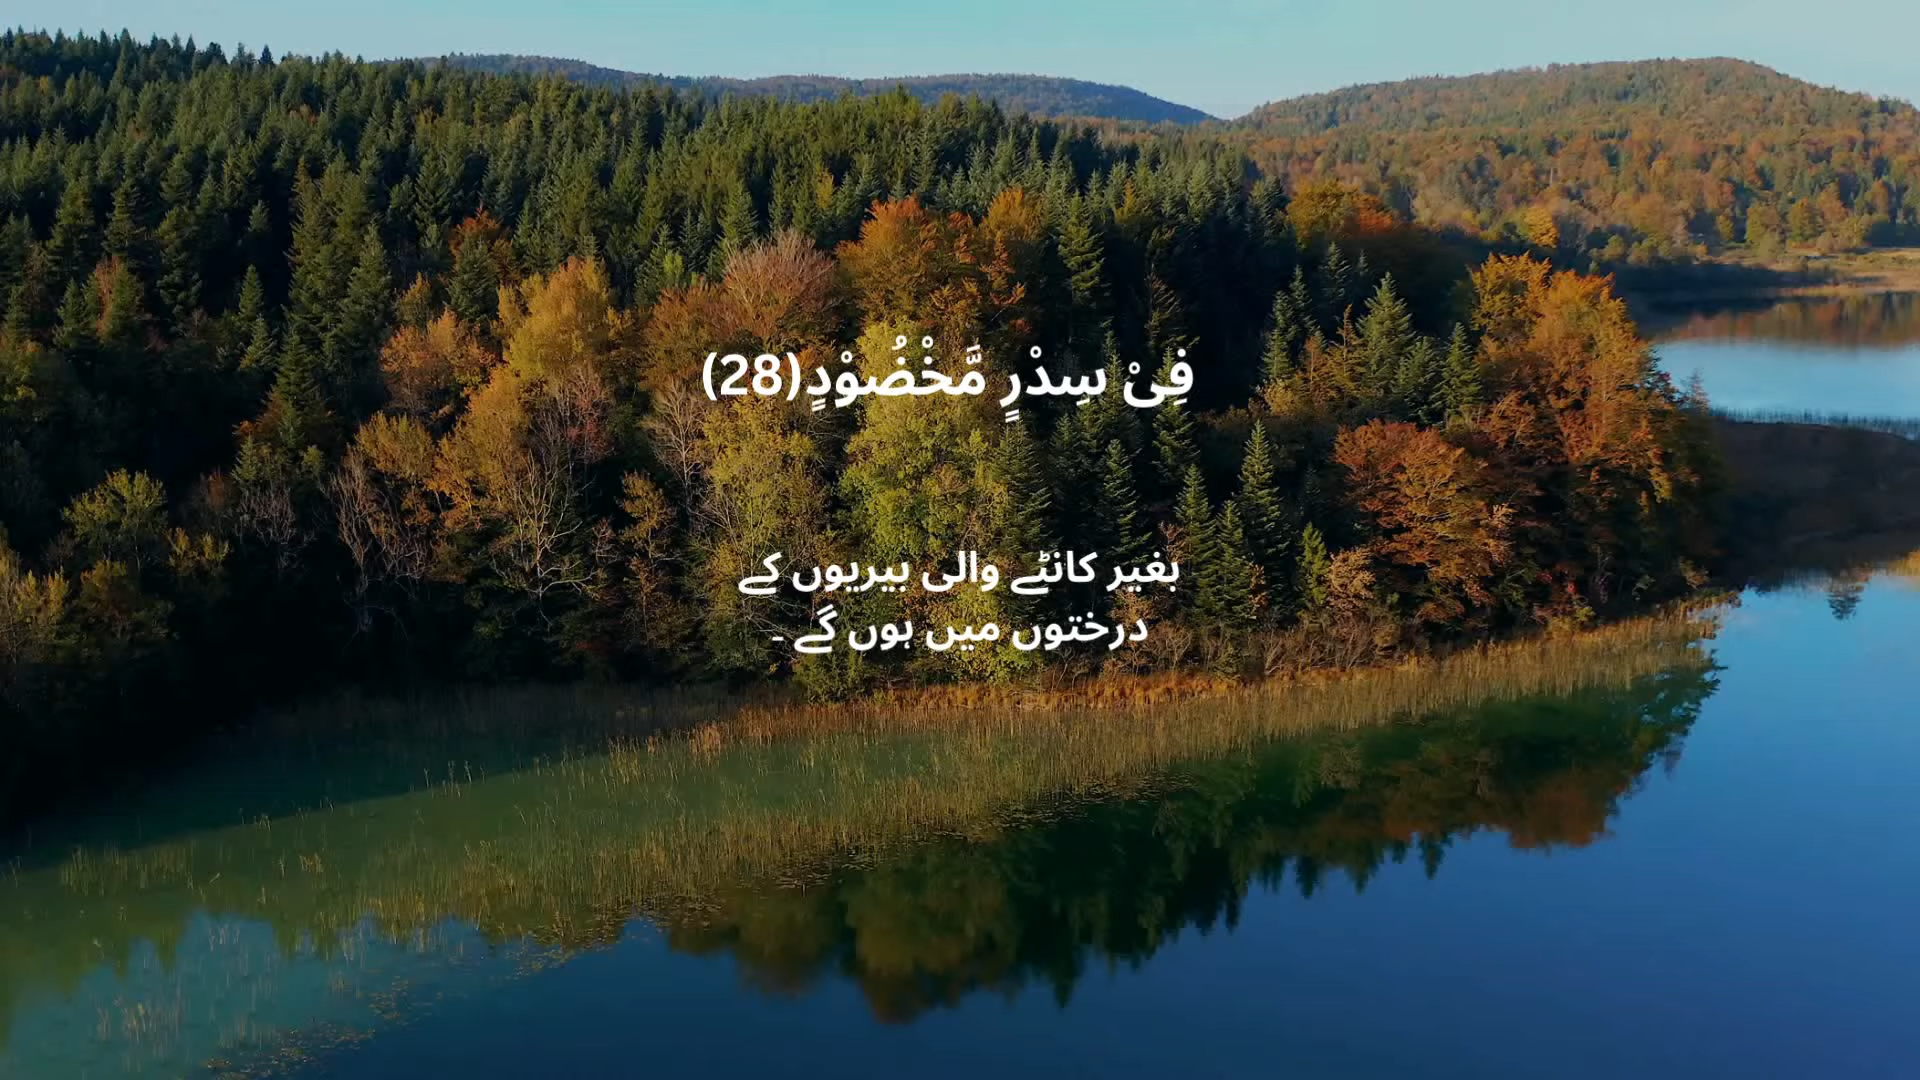 فِیْ سِدْرٍ مَّخْضُوْدٍ(28)
بغیر کانٹے والی بیریوں کے
درختوں میں ہوں گے ۔